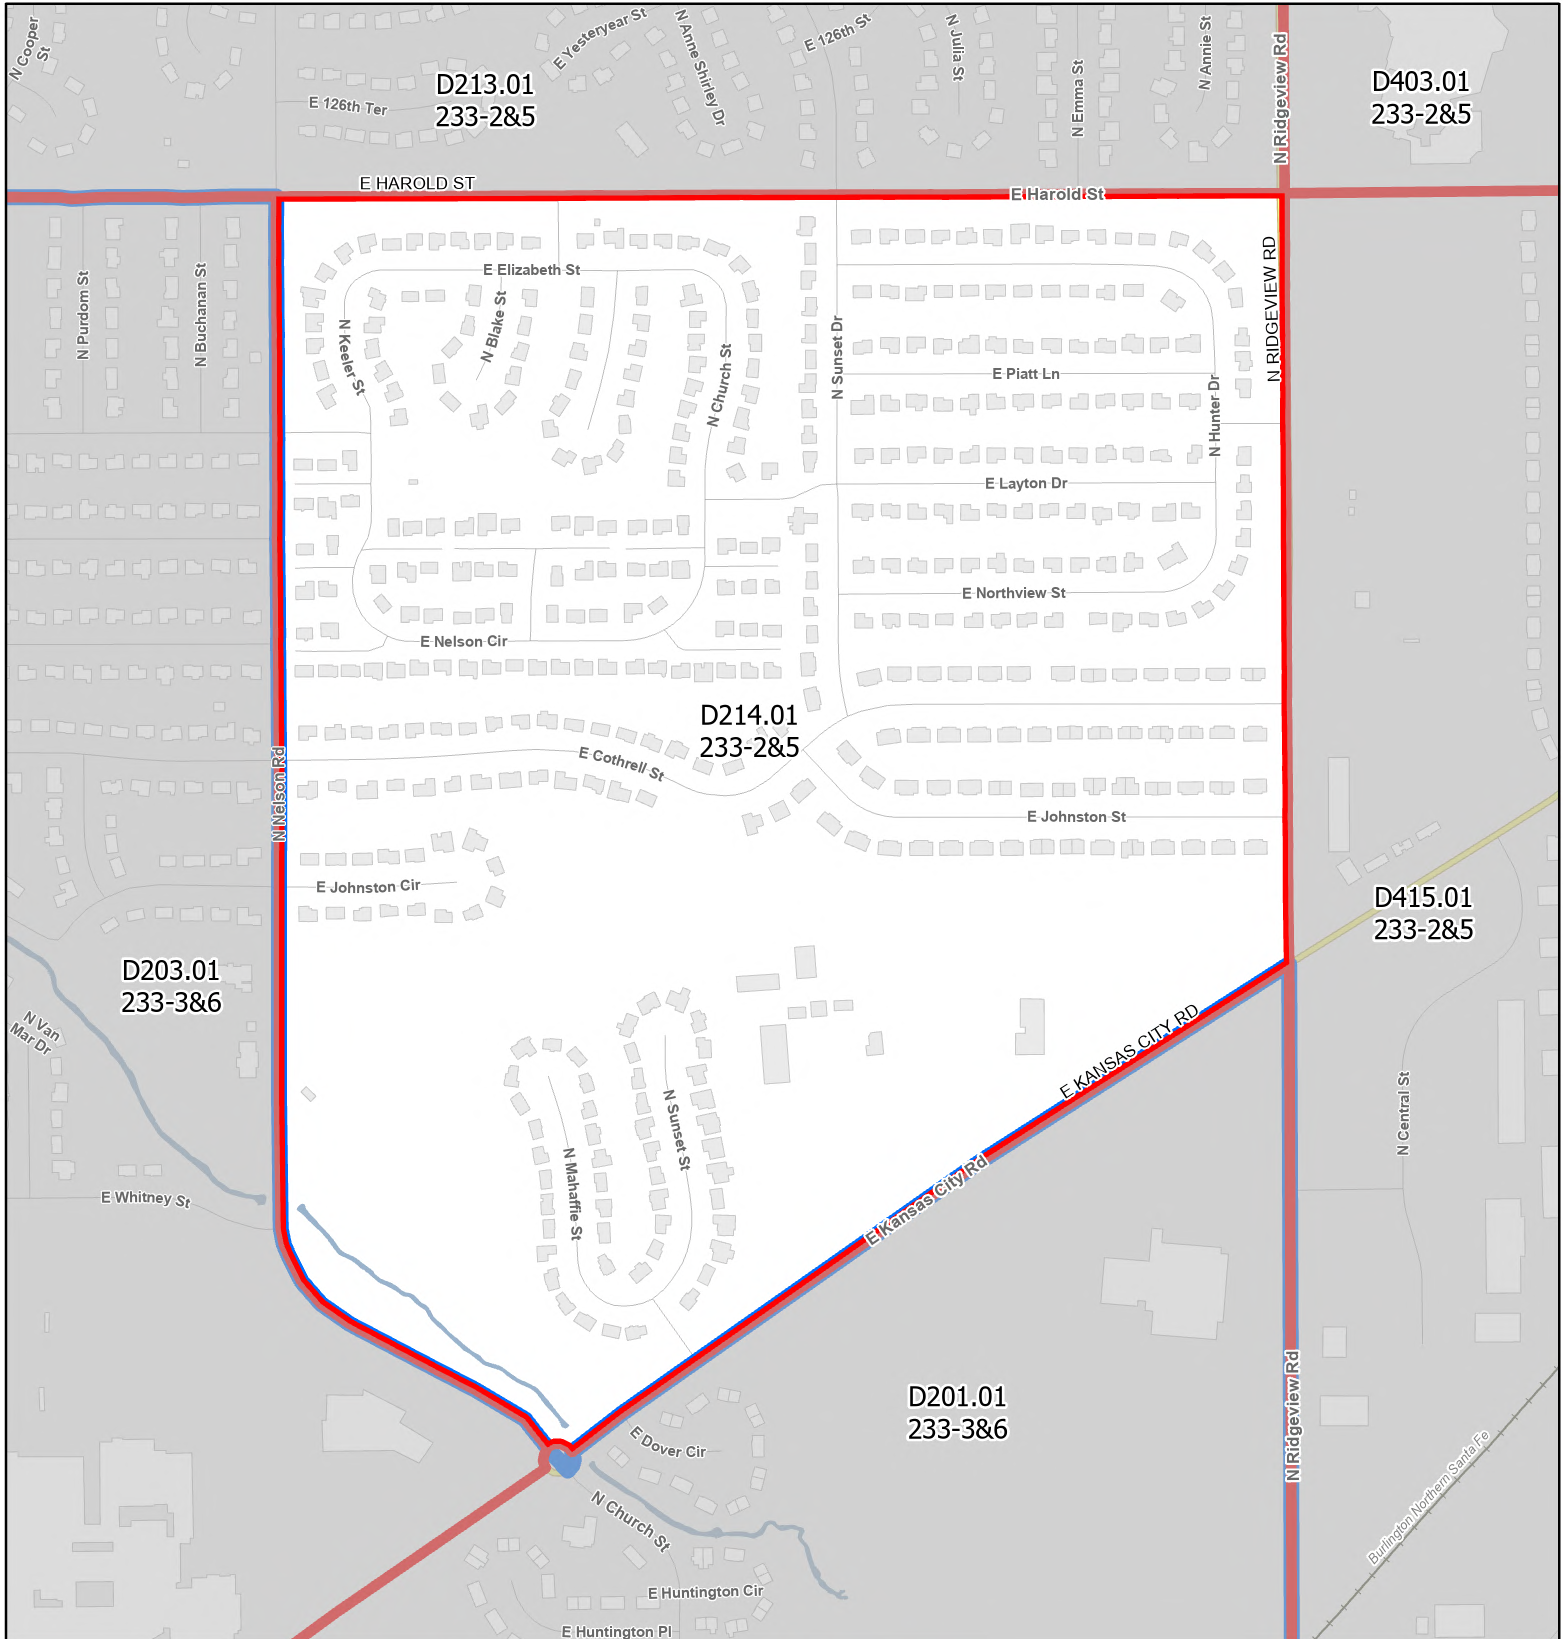 N Cooper
St
E Yesteryear St
N Anne Shirley Dr
E 126th St
N Julia St
N Emma St
N Annie St
N Ridgeview Rd
D213.01
233-2&5
D403.01
233-2&5
E 126th Ter
E HAROLD ST
E Harold St
N RIDGEVIEW RD
N Purdom St
N Buchanan St
E Elizabeth St
N Keeler St
N Blake St
N Church St
N Sunset Dr
E Piatt Ln
N Hunter Dr
E Layton Dr
E Northview St
E Nelson Cir
D214.01
233-2&5
N Nelson Rd
E Cothrell St
E Johnston St
E Johnston Cir
D415.01
233-2&5
D203.01
233-3&6
N Van
Mar Dr
E KANSAS CITY RD
N Central St
N Sunset St
N Mahaffie St
E Whitney St
E Kansas City Rd
D201.01
233-3&6
N Ridgeview Rd
E Dover Cir
N Church St
Burlington Northern Santa Fe
E Huntington Cir
E Huntington Pl